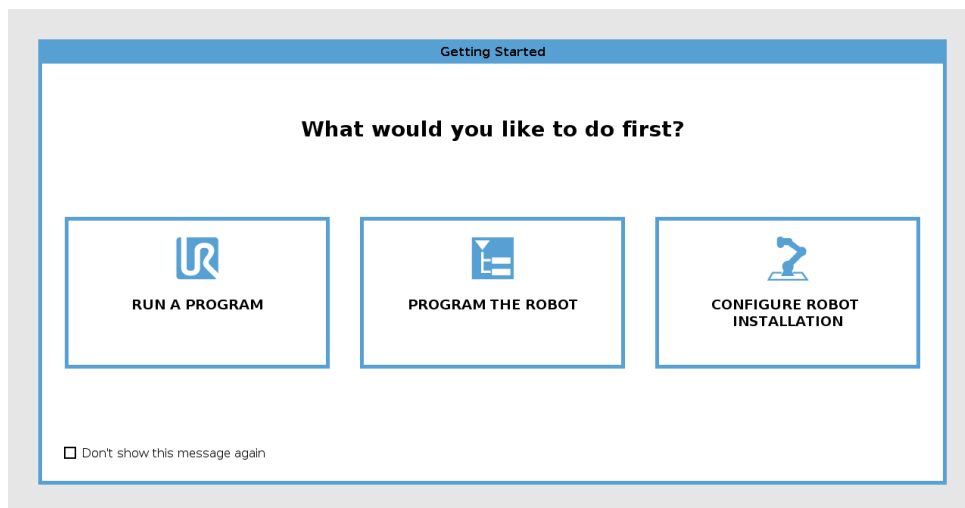 Getting Started
What would you like to do first?
RUN A PROGRAM
PROGRAM THE ROBOT
CONFIGURE ROBOT
INSTALLATION
Don't show this message again